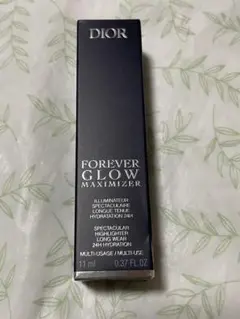 DIOR
FOREVER
GLOW
MAXIMIZER
ILLUMINATEUR
SPECTACULAIRE
LONGUE TENUE
HYDRATATION 24H
SPECTACULAR
HIGHLIGHTER
LONG WEAR
24H HYDRATION
MULTI-USAGE / MULTI-USE
11 ml 0.37 FL.OZ